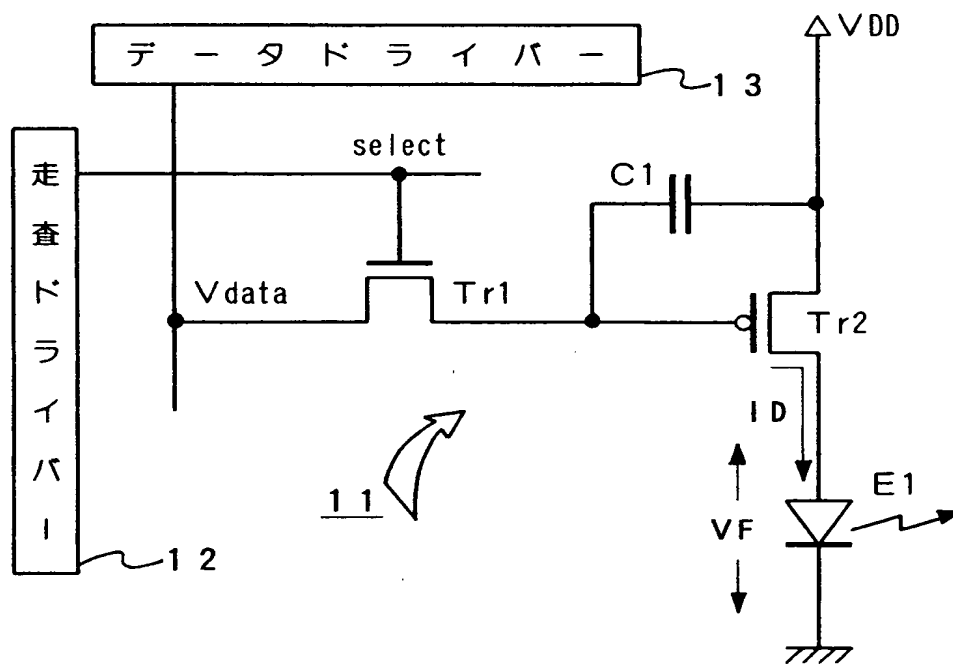 VDD
データドライバー
13
select
C1
走査ドライバー
Vdata
Tr1
Tr2
ID
11
E1
VF
12